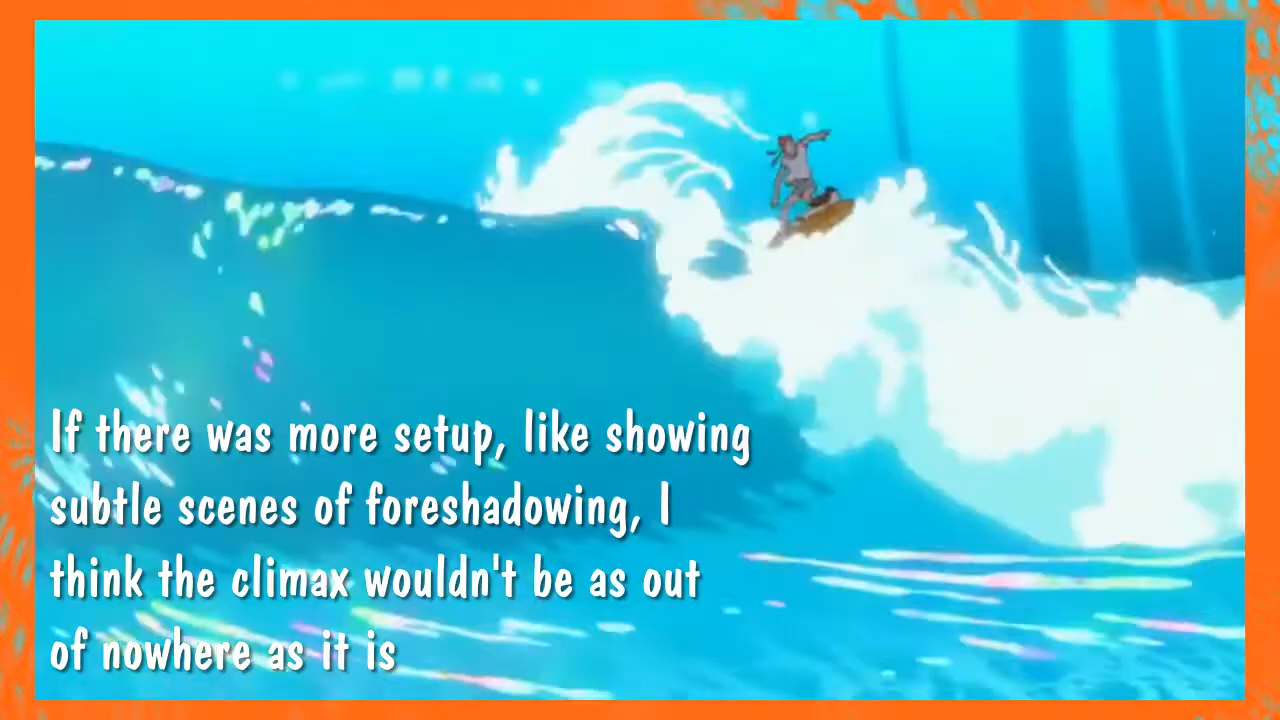 If there was more setup, like showing
subtle scenes of foreshadowing, I
think the climax wouldn't be as out
of nowhere as it is